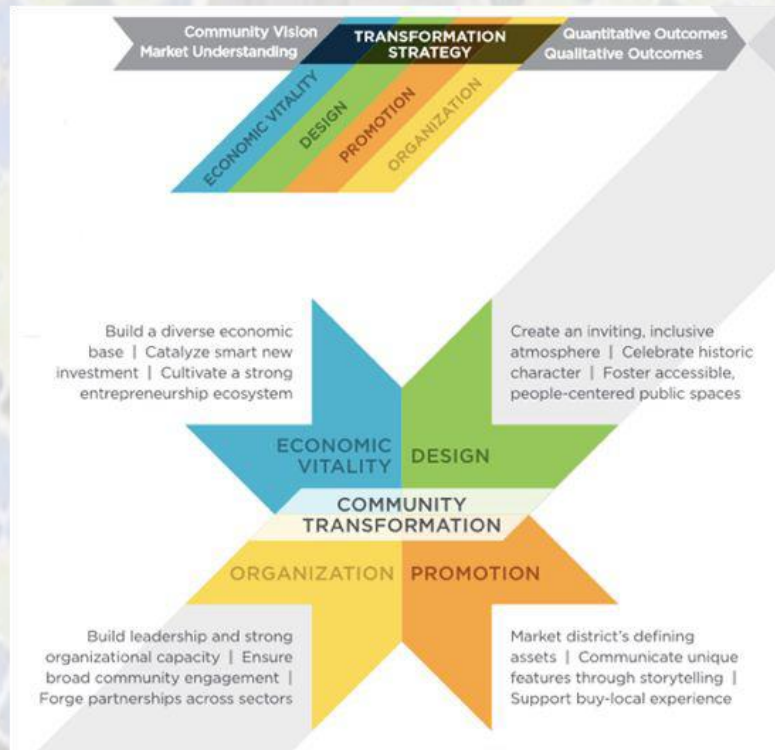 Community Vision
Market Understanding
TRANSFORMATION
STRATEGY
Quantitative Outcomes
Qualitative Outcomes
ECONOMIC VITALITY
DESIGN
PROMOTION
ORGANIZATION
Build a diverse economic
base | Catalyze smart new
investment | Cultivate a strong
entrepreneurship ecosystem
Create an inviting, inclusive
atmosphere | Celebrate historic
character | Foster accessible,
people-centered public spaces
ECONOMIC
VITALITY
DESIGN
COMMUNITY
TRANSFORMATION
ORGANIZATION
PROMOTION
Build leadership and strong
organizational capacity | Ensure
broad community engagement |
Forge partnerships across sectors
Market district's defining
assets | Communicate unique
features through storytelling |
Support buy-local experience